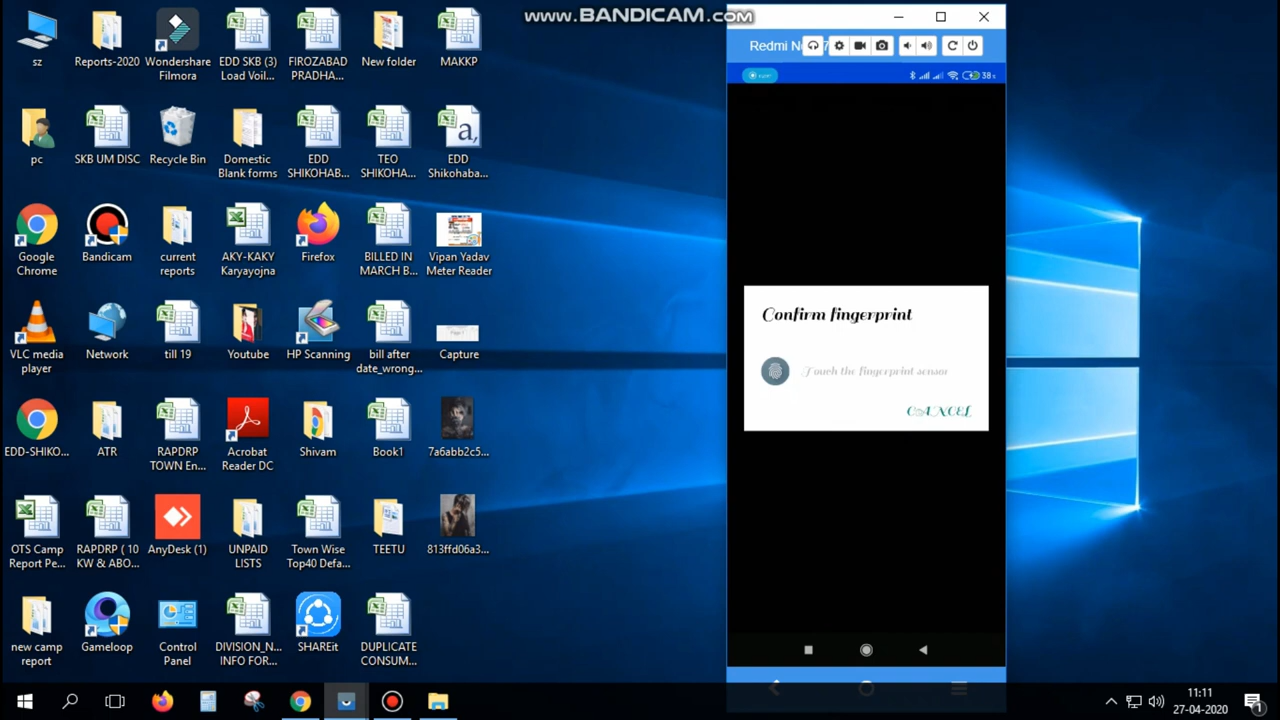 www.BANDICAM.com
sz
Reports-2020
Wondershare
Filmora
EDD SKB (3)
Load Voil...
FIROZABAD
PRADHA...
New folder
MAKKP
pc
SKB UM DISC
Recycle Bin
Domestic
Blank forms
EDD
SHIKOHAB...
TEO
SHIKOHA...
EDD
Shikohaba...
Google
Chrome
Bandicam
current
reports
AKY-KAKY
Karyayojna
Firefox
BILLED IN
MARCH B...
Vipan Yadav
Meter Reader
VLC media
player
Network
till 19
Youtube
HP Scanning
bill after
date_wrong...
Capture
EDD-SHIKO...
ATR
RAPDRP
TOWN En...
Acrobat
Reader DC
Shivam
Book1
7a6abb2c5...
OTS Camp
Report Pe...
RAPDRP ( 10
KW & ABO...
AnyDesk (1)
UNPAID
LISTS
Town Wise
Top40 Defa...
TEETU
813ffd06a3...
new camp
report
Gameloop
Control
Panel
DIVISION_N...
INFO FOR...
SHAREit
DUPLICATE
CONSUM...
Redmi N
38
Confirm fingerprint
Touch the fingerprint sensor
CANCEL
11:11
27-04-2020